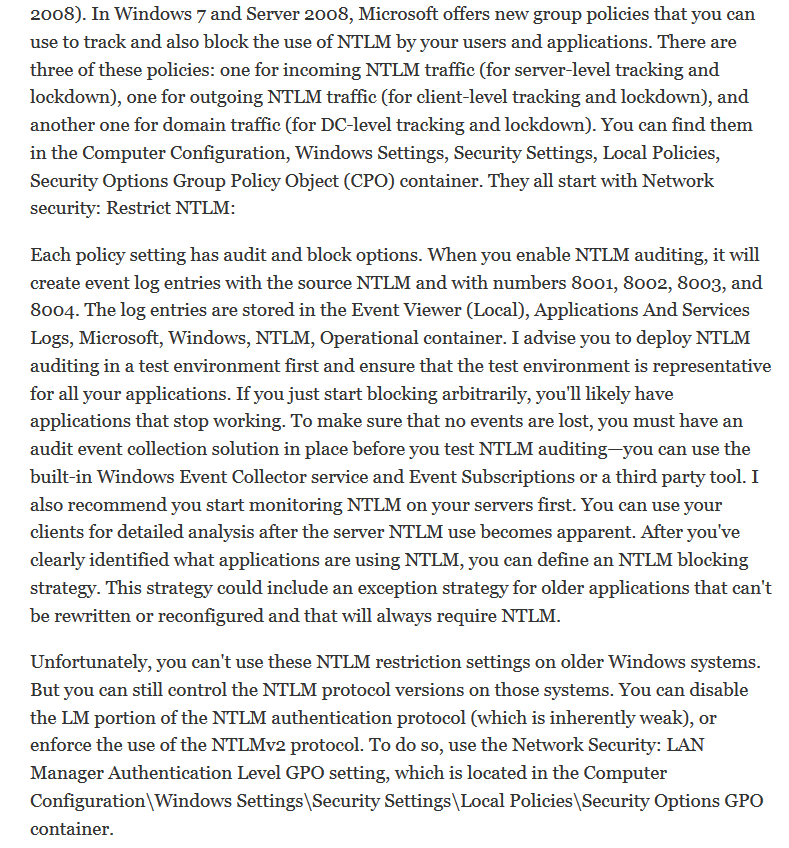 2008). In Windows 7 and Server 2008, Microsoft offers new group policies that you can
use to track and also block the use of NTLM by your users and applications. There are
three of these policies: one for incoming NTLM traffic (for server-level tracking and
lockdown), one for outgoing NTLM traffic (for client-level tracking and lockdown), and
another one for domain traffic (for DC-level tracking and lockdown). You can find them
in the Computer Configuration, Windows Settings, Security Settings, Local Policies,
Security Options Group Policy Object (CPO) container. They all start with Network
security: Restrict NTLM:
Each policy setting has audit and block options. When you enable NTLM auditing, it will
create event log entries with the source NTLM and with numbers 8001, 8002, 8003, and
8004. The log entries are stored in the Event Viewer (Local), Applications And Services
Logs, Microsoft, Windows, NTLM, Operational container. I advise you to deploy NTLM
auditing in a test environment first and ensure that the test environment is representative
for all your applications. If you just start blocking arbitrarily, you'll likely have
applications that stop working. To make sure that no events are lost, you must have an
audit event collection solution in place before you test NTLM auditing—you can use the
built-in Windows Event Collector service and Event Subscriptions or a third party tool. I
also recommend you start monitoring NTLM on your servers first. You can use your
clients for detailed analysis after the server NTLM use becomes apparent. After you've
clearly identified what applications are using NTLM, you can define an NTLM blocking
strategy. This strategy could include an exception strategy for older applications that can't
be rewritten or reconfigured and that will always require NTLM.
Unfortunately, you can't use these NTLM restriction settings on older Windows systems.
But you can still control the NTLM protocol versions on those systems. You can disable
the LM portion of the NTLM authentication protocol (which is inherently weak), or
enforce the use of the NTLMv2 protocol. To do so, use the Network Security: LAN
Manager Authentication Level GPO setting, which is located in the Computer
Configuration\Windows Settings\Security Settings\Local Policies\Security Options GPO
container.